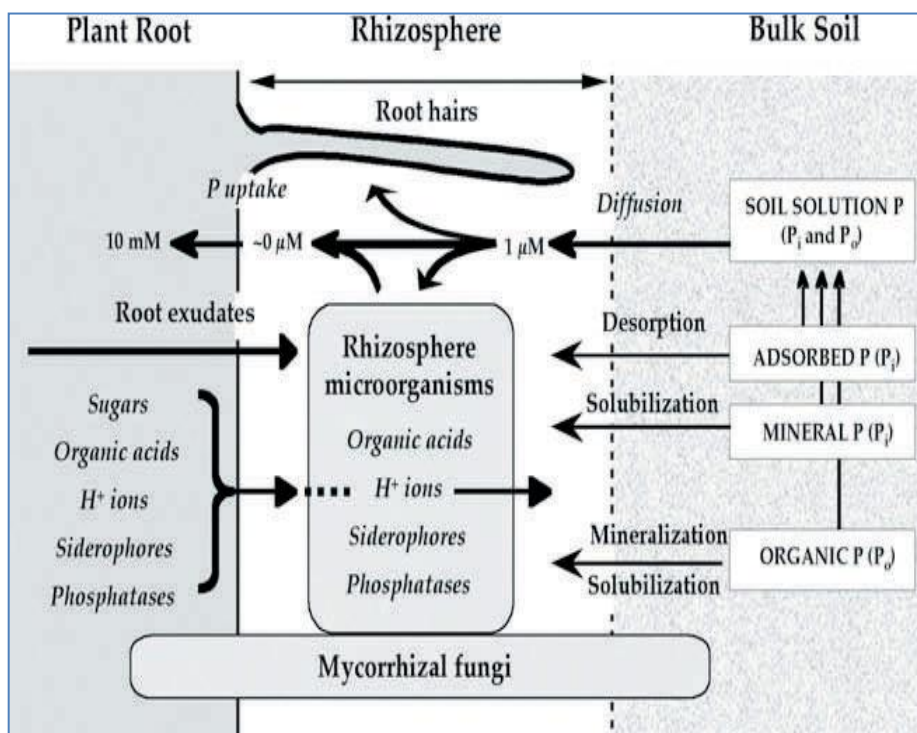 Plant Root
Rhizosphere
Bulk Soil
Root hairs
P uptake
Diffusion
SOIL SOLUTION P
(Pi and Po)
10 mM
~0 µM
1 µM
Root exudates
Desorption
ADSORBED P (Pi)
Rhizosphere
microorganisms
Solubilization
MINERAL P (Pi)
Sugars
Organic acids
H⁺ ions
Siderophores
Phosphatases
Organic acids
H⁺ ions
Siderophores
Phosphatases
Mineralization
Solubilization
ORGANIC P (Po)
Mycorrhizal fungi